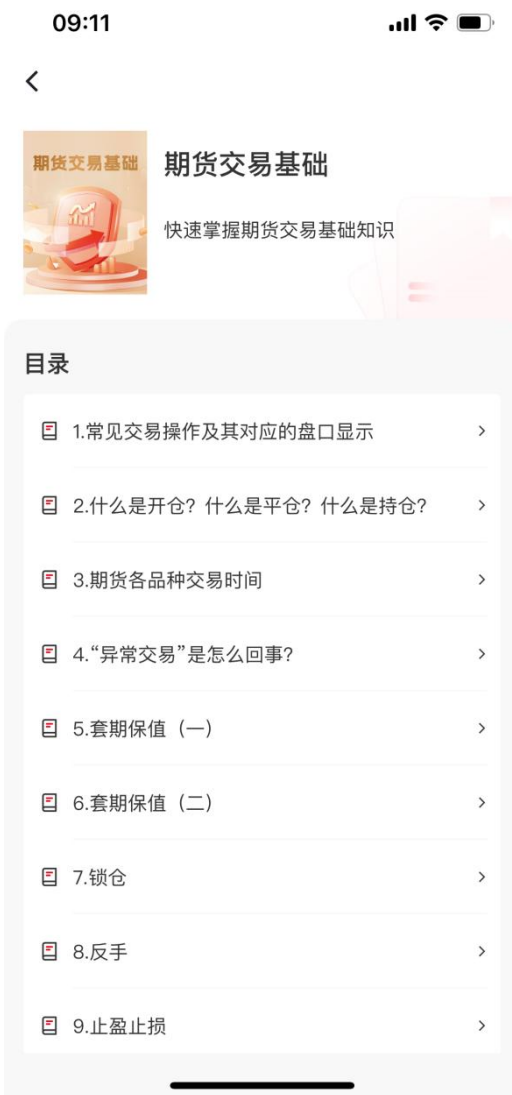 09:11
期货交易基础
期货交易基础
快速掌握期货交易基础知识
目录
1.常见交易操作及其对应的盘口显示
2.什么是开仓？什么是平仓？什么是持仓？
3.期货各品种交易时间
4.“异常交易”是怎么回事？
5.套期保值（一）
6.套期保值（二）
7.锁仓
8.反手
9.止盈止损